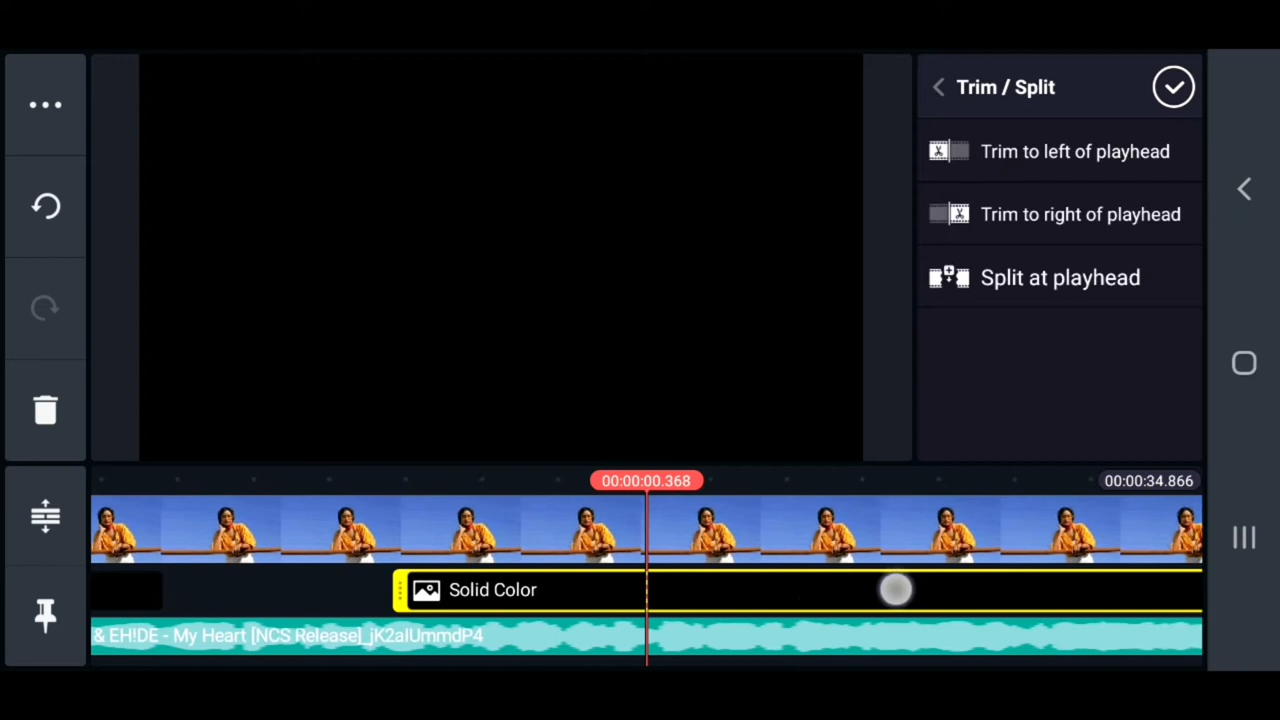 Trim / Split
Trim to left of playhead
Trim to right of playhead
Split at playhead
00:00:00.368
00:00:34.866
Solid Color
& EH!DE - My Heart [NCS Release]_jK2alUmmdP4